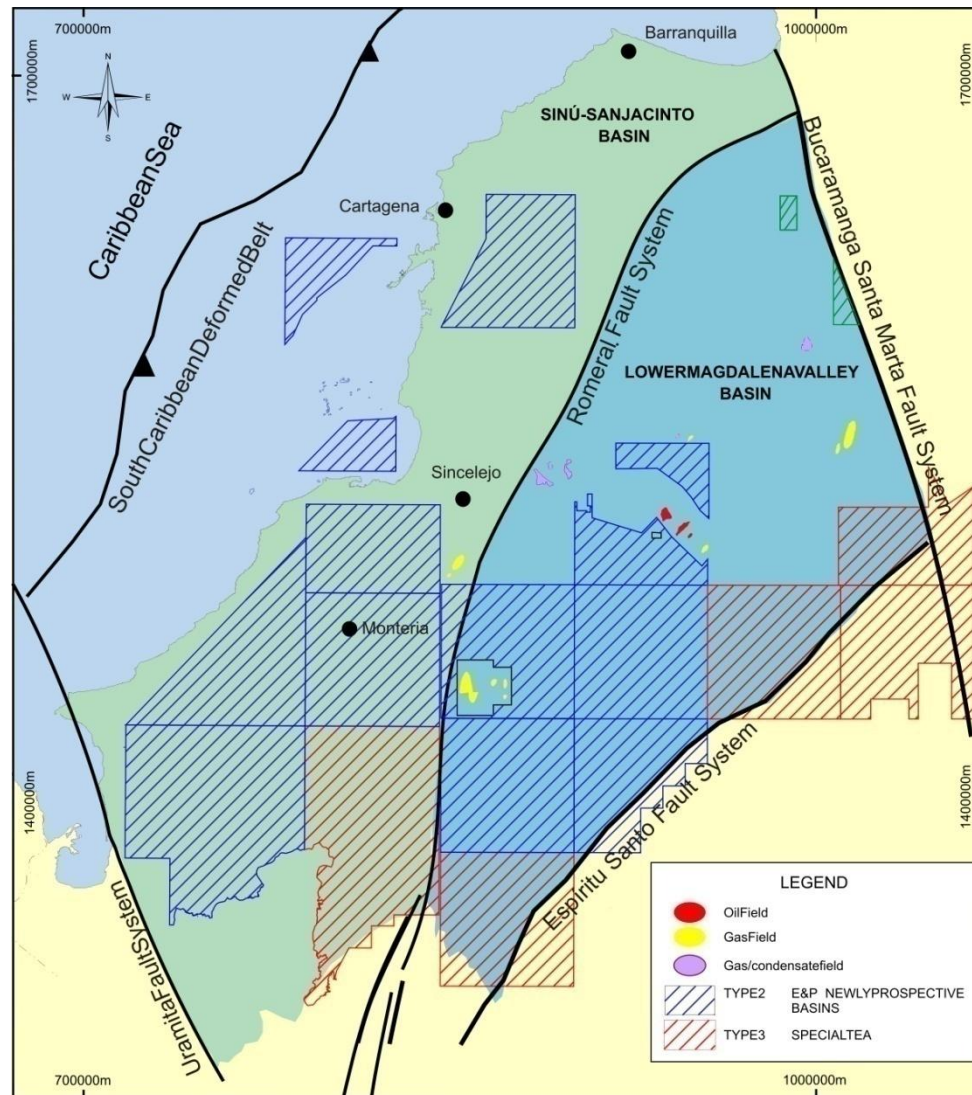 700000m
1000000m
1700000m
1700000m
N
W E
S
Barranquilla
SINÚ-SANJACINTO
BASIN
CaribbeanSea
Cartagena
SouthCaribbeanDeformedBelt
Romeral Fault System
Bucaramanga Santa Marta Fault System
LOWERMAGDALENAVALLEY
BASIN
Sincelejo
Monteria
1400000m
1400000m
UramitaFaultSystem
Espiritu Santo Fault System
LEGEND
OilField
GasField
Gas/condensatefield
TYPE2 E&P NEWLYPROSPECTIVE
BASINS
TYPE3 SPECIALTEA
700000m
1000000m